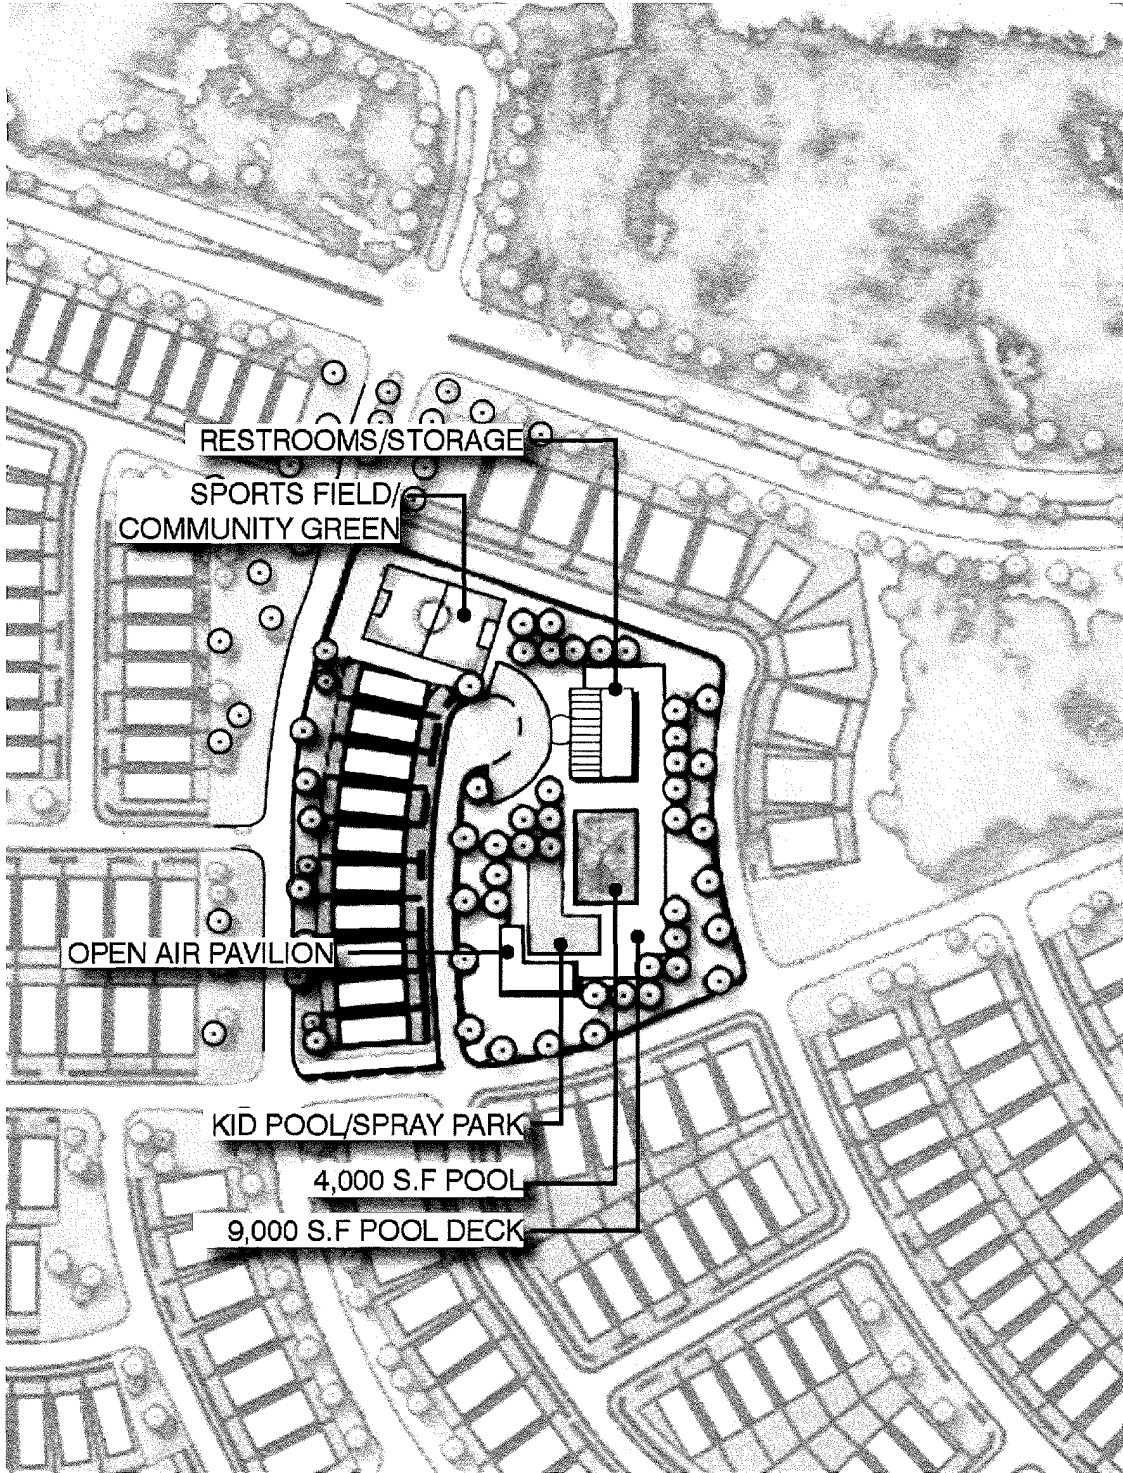 RESTROOMS/STORAGE
SPORTS FIELD/
COMMUNITY GREEN
OPEN AIR PAVILION
KID POOL/SPRAY PARK
4,000 S.F POOL
9,000 S.F POOL DECK